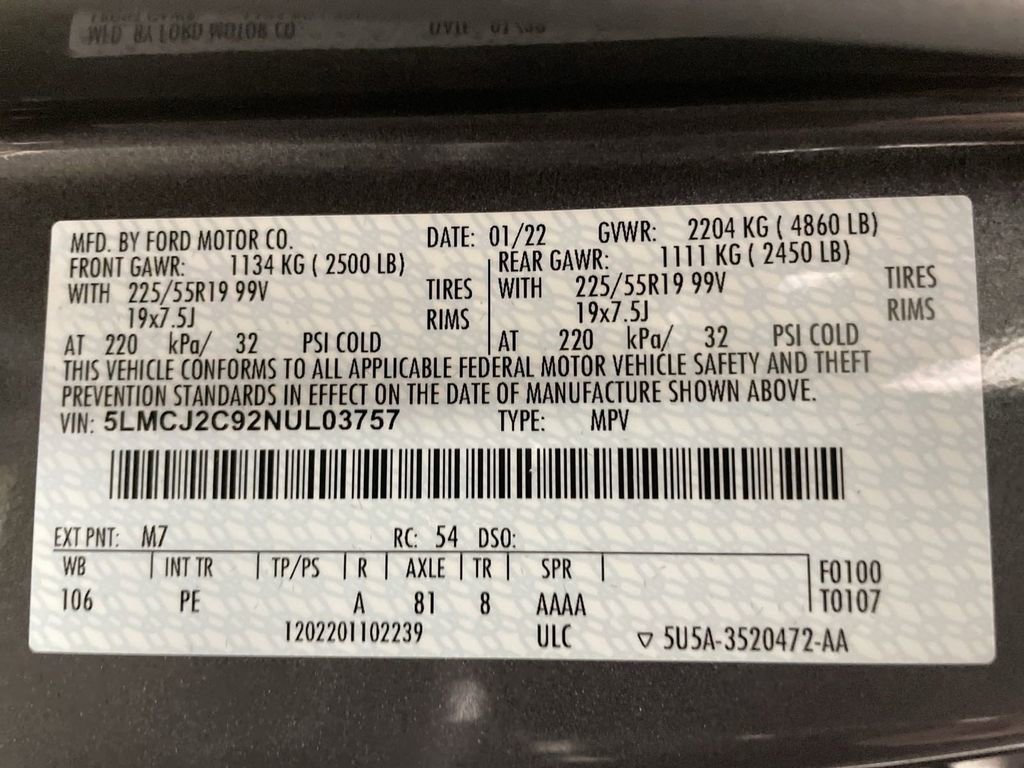 MFD. BY FORD MOTOR CO. DATE: 01/22 GVWR: 2204 KG ( 4860 LB)
FRONT GAWR: 1134 KG ( 2500 LB) REAR GAWR: 1111 KG ( 2450 LB)
WITH 225/55R19 99V TIRES WITH 225/55R19 99V TIRES
19x7.5J RIMS 19x7.5J RIMS
AT 220 kPa/ 32 PSI COLD AT 220 kPa/ 32 PSI COLD
THIS VEHICLE CONFORMS TO ALL APPLICABLE FEDERAL MOTOR VEHICLE SAFETY AND THEFT
PREVENTION STANDARDS IN EFFECT ON THE DATE OF MANUFACTURE SHOWN ABOVE.
VIN: 5LMCJ2C92NUL03757 TYPE: MPV
EXT PNT: M7 RC: 54 DSO:
WB INT TR TP/PS R AXLE TR SPR F0100
106 PE A 81 8 AAAA T0107
1202201102239 ULC ▽ 5U5A-3520472-AA